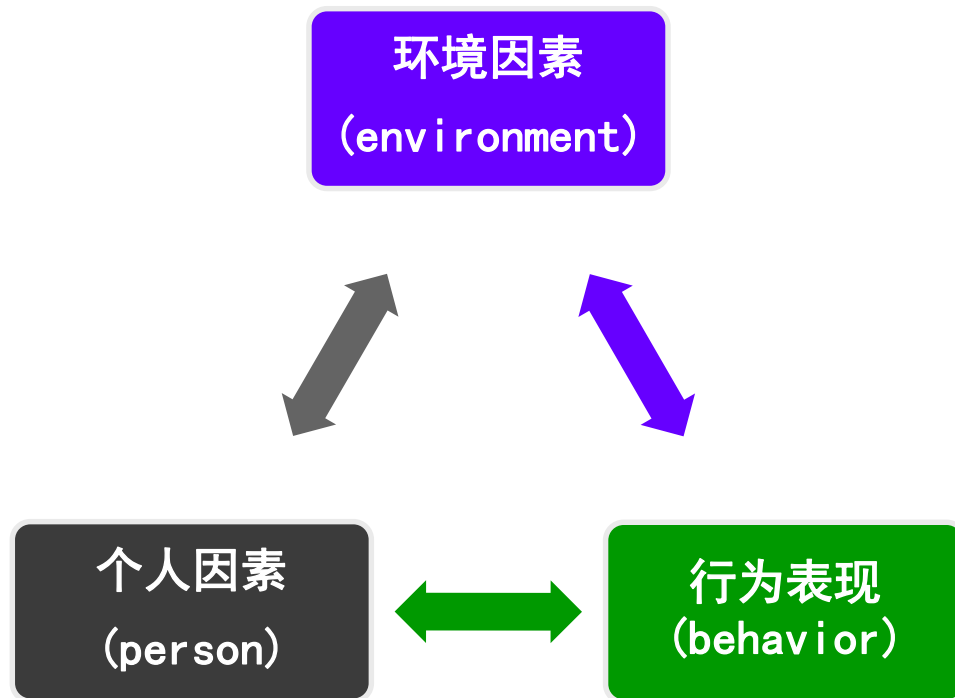 环境因素
(environment)
个人因素
(person)
行为表现
(behavior)